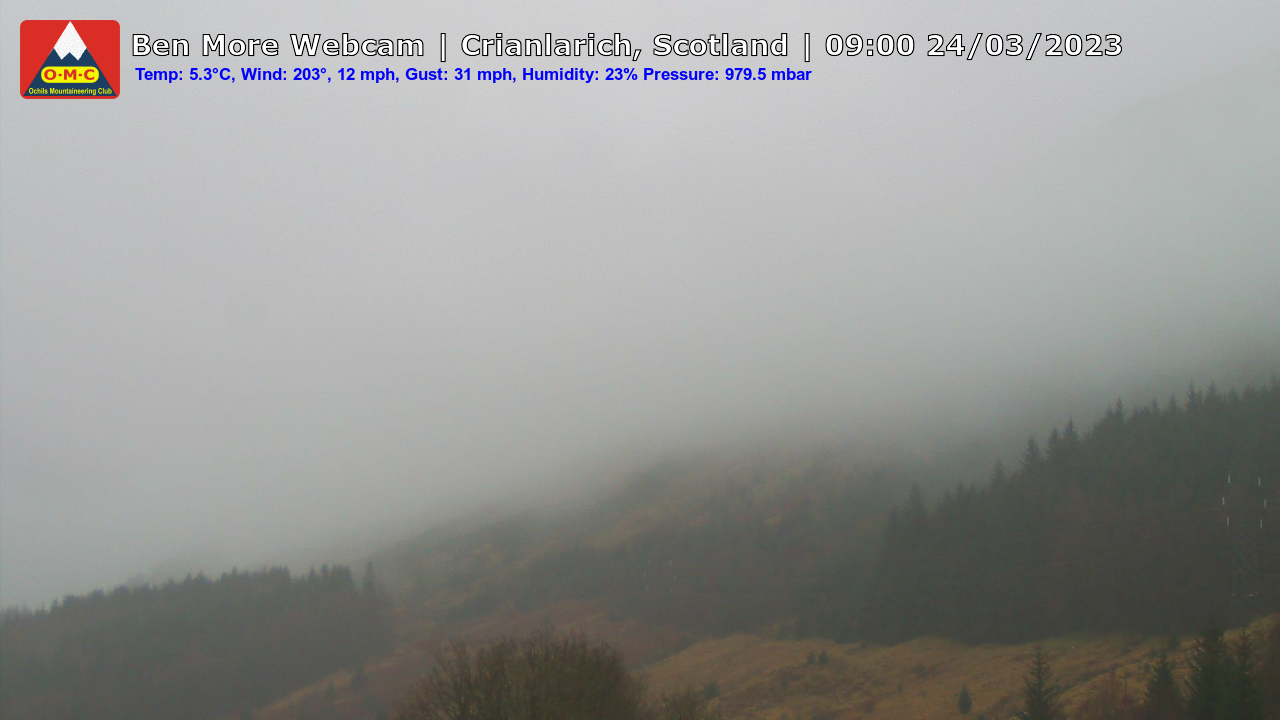 Ben More Webcam | Crianlarich, Scotland | 09:00 24/03/2023
Temp: 5.3°C, Wind: 203°, 12 mph, Gust: 31 mph, Humidity: 23% Pressure: 979.5 mbar
O-M-C
Ochils Mountaineering Club